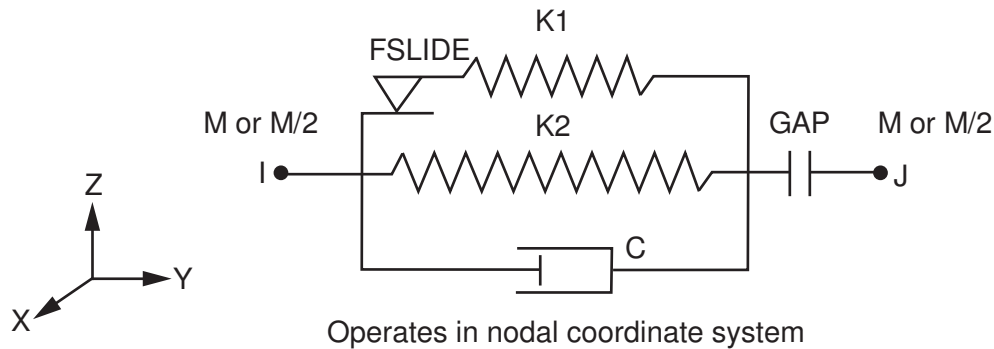 K1
FSLIDE
M or M/2
K2
GAP
M or M/2
I
J
Z
C
Y
X
Operates in nodal coordinate system